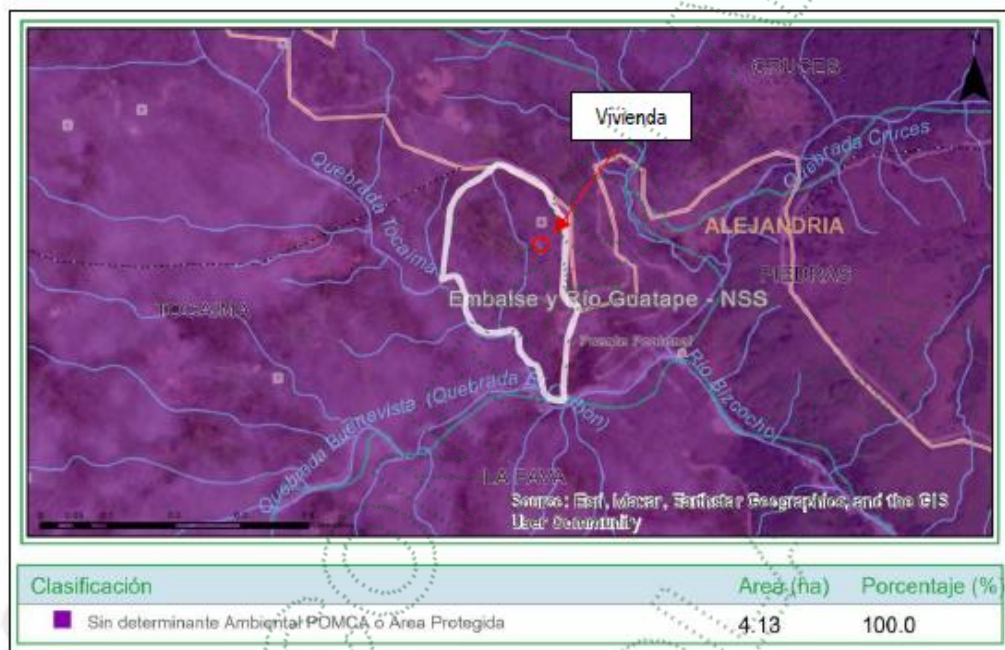 CRUCES
Vivienda
Quebrada Cruces
Quebrada Tocaima
ALEJANDRIA
PIEDRAS
Embalse y Río Guatape - NSS
TOCAIMA
Puente Peatonal
Río Bizcocho
Quebrada Buenavista (Quebrada
LA PAVA
Source: Esri, Maxar, Earthstar Geographics, and the GIS
User Community
Clasificación Area (ha) Porcentaje (%)
Sin determinante Ambiental POMCA ó Area Protegida 4.13 100.0